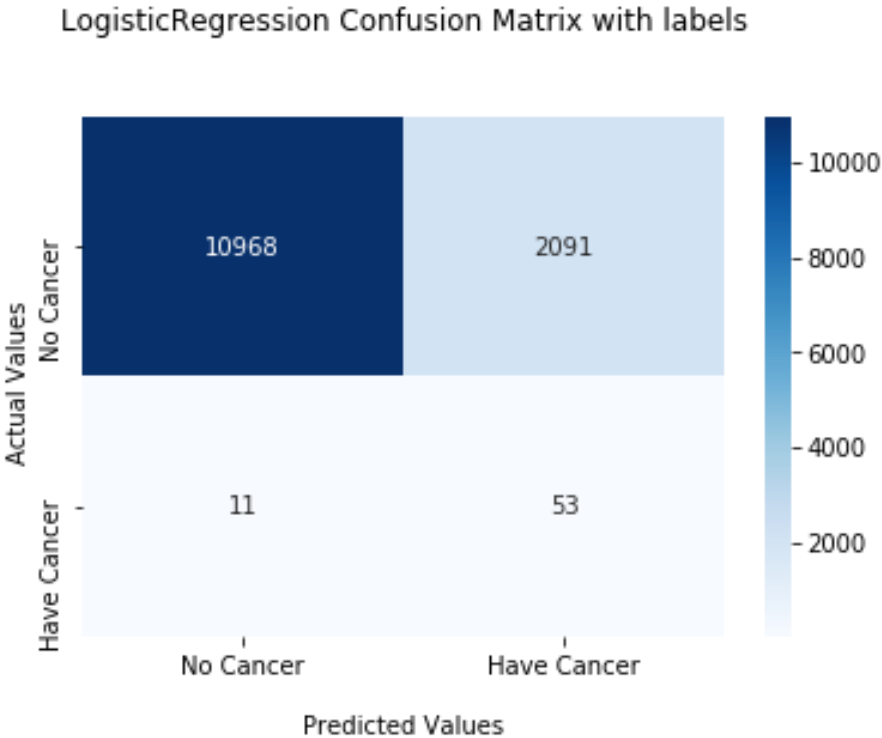 LogisticRegression Confusion Matrix with labels
10000
8000
6000
4000
2000
Actual Values
No Cancer
Have Cancer
10968
2091
11
53
No Cancer
Have Cancer
Predicted Values